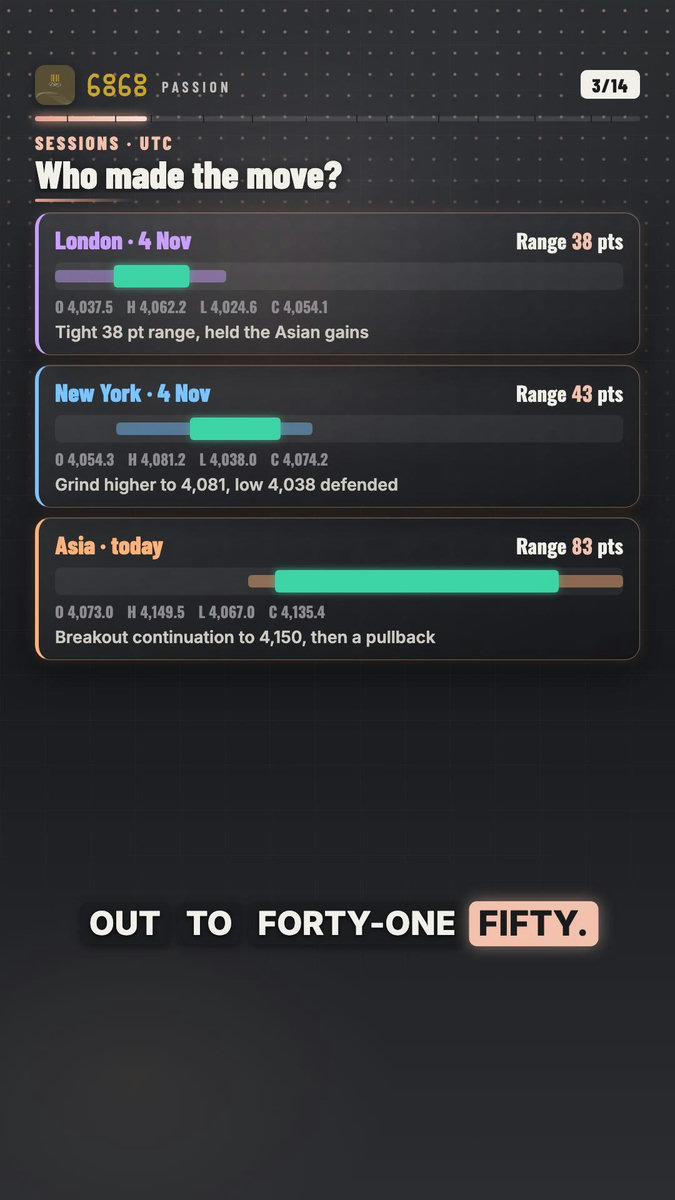 6868 PASSION
3/14
SESSIONS · UTC
Who made the move?
London · 4 Nov
Range 38 pts
O 4,037.5 H 4,062.2 L 4,024.6 C 4,054.1
Tight 38 pt range, held the Asian gains
New York · 4 Nov
Range 43 pts
O 4,054.3 H 4,081.2 L 4,038.0 C 4,074.2
Grind higher to 4,081, low 4,038 defended
Asia · today
Range 83 pts
O 4,073.0 H 4,149.5 L 4,067.0 C 4,135.4
Breakout continuation to 4,150, then a pullback
OUT TO FORTY-ONE FIFTY.